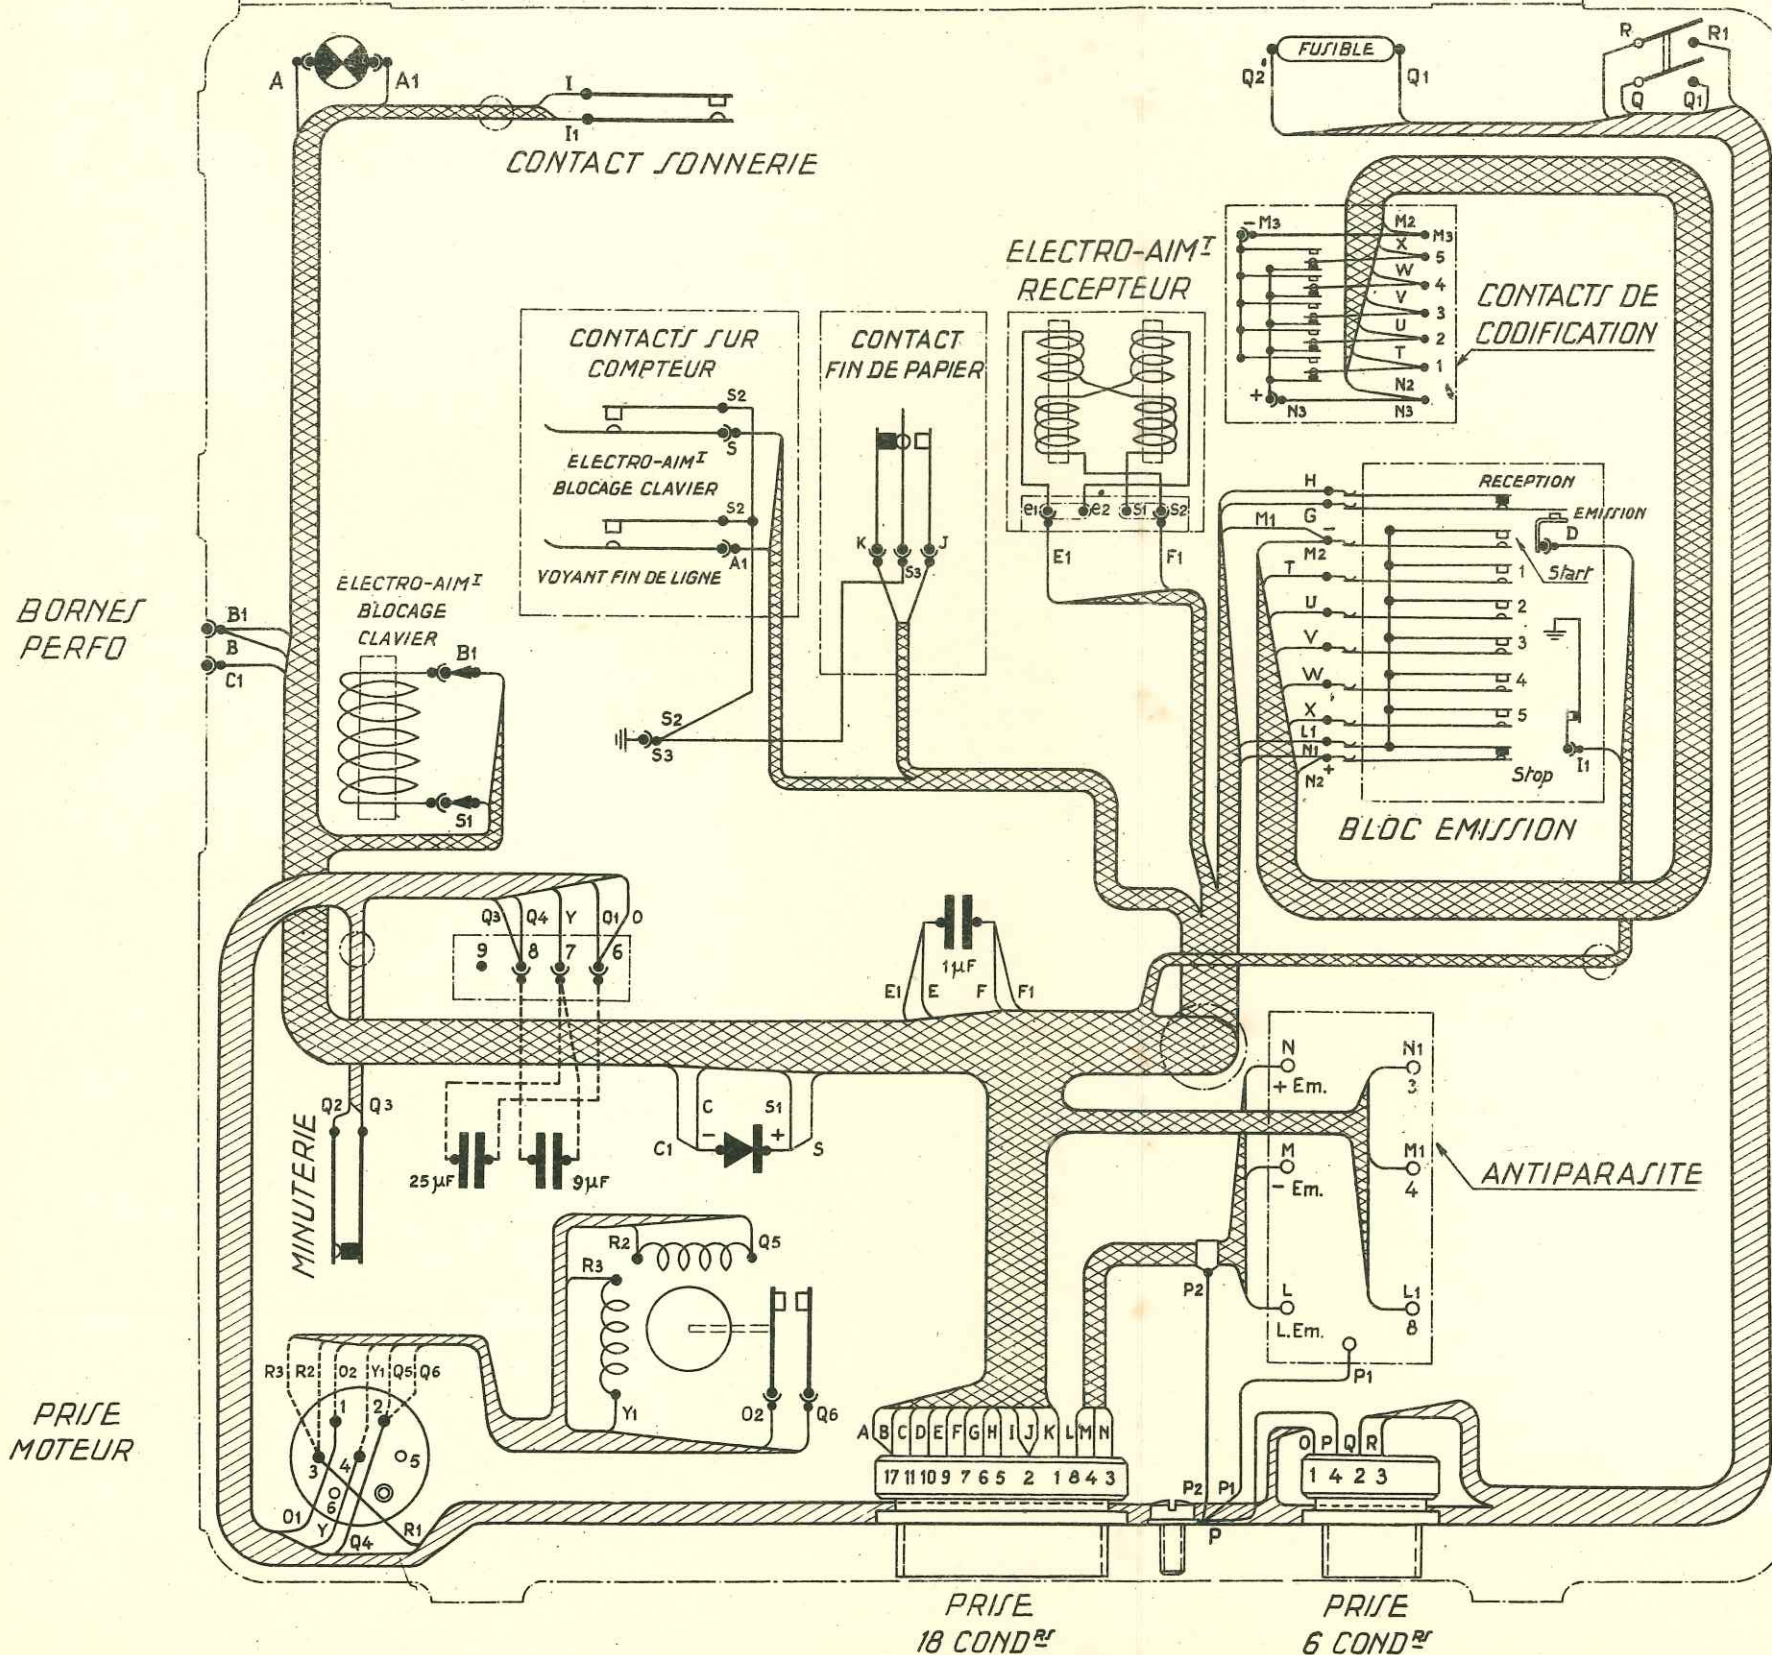 A A1
I
I1
CONTACT SONNERIE
FUSIBLE
Q2 Q1
R R1
Q Q1
ELECTRO-AIMT
RECEPTEUR
e1 e2 S1 S2
E1 F1
- M3 M2 M3
X 5
W 4
V 3
U 2
T 1
+ N3 N2 N3
CONTACTS DE
CODIFICATION
CONTACTS SUR
COMPTEUR
S2
S
ELECTRO-AIMT
BLOCAGE CLAVIER
S2
A1
VOYANT FIN DE LIGNE
CONTACT
FIN DE PAPIER
K S3 J
S2
S3
BORNES
PERFO
B1
B
C1
ELECTRO-AIMT
BLOCAGE
CLAVIER
B1
S1
RECEPTION
EMISSION
H
G
M1 -
M2
D
Start
T 1
U 2
V 3
W 4
X 5
L1
N1
N2 +
Stop
I1
BLOC EMISSION
Q3 Q4 Y O1 O
9 8 7 6
1µF
E1 E F F1
Q2 Q3
MINUTERIE
25µF 9µF
C S1
C1 - + S
N N1
+ Em. 3
M M1
- Em. 4
L L1
L.Em. 8
P1
P2
ANTIPARASITE
R2 Q5
R3
Y1
O2 Q6
PRISE
MOTEUR
R3 R2 O2 Y1 Q5 Q6
1 2
3 4 5
6
O1 Y Q4 R1
A B C D E F G H I J K L M N
17 11 10 9 7 6 5 2 1 8 4 3
P2 P1
P
O P Q R
1 4 2 3
PRISE
18 CONDRS
PRISE
6 CONDRS